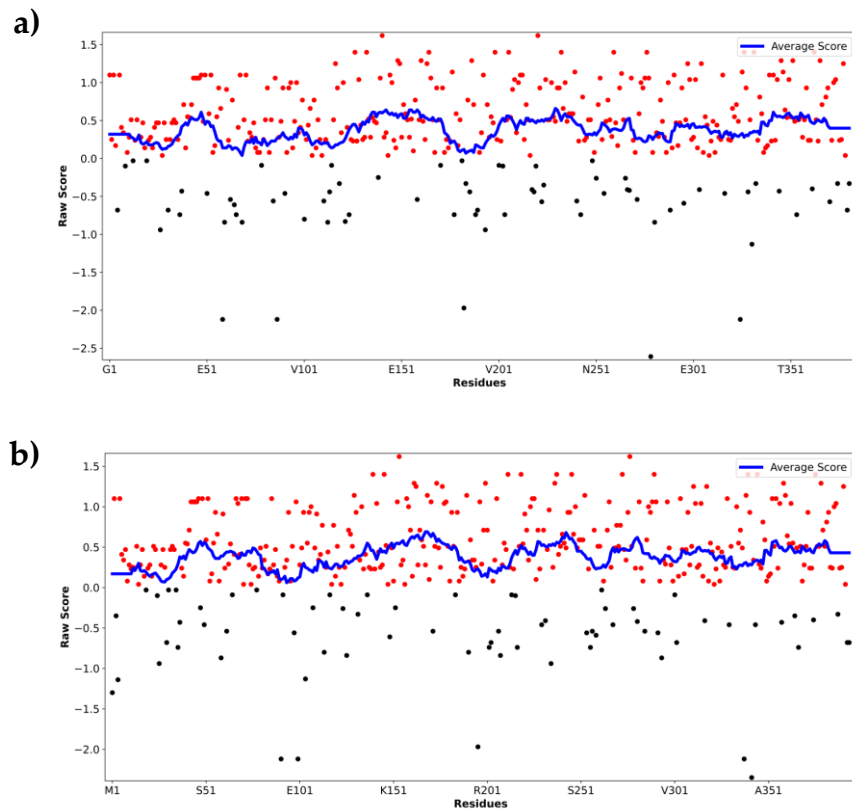 a)
1.5
1.0
0.5
0.0
−0.5
−1.0
−1.5
−2.0
−2.5
Raw Score
Average Score
G1 E51 V101 E151 V201 N251 E301 T351
Residues
b)
1.5
1.0
0.5
0.0
−0.5
−1.0
−1.5
−2.0
Raw Score
Average Score
M1 S51 E101 K151 R201 S251 V301 A351
Residues